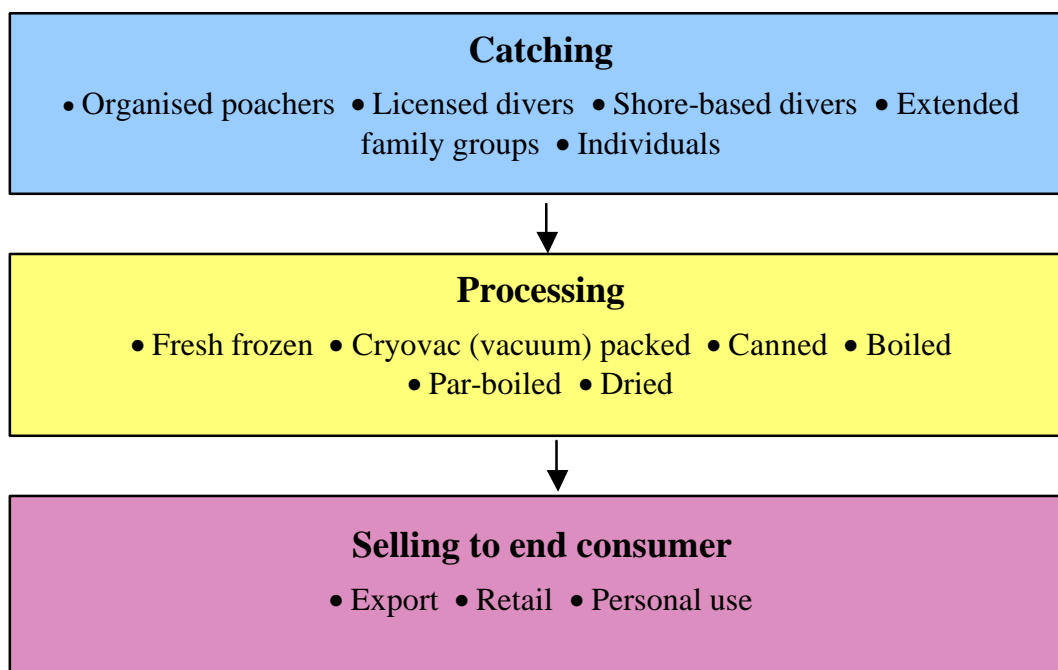 Catching
• Organised poachers • Licensed divers • Shore-based divers • Extended
family groups • Individuals
Processing
• Fresh frozen • Cryovac (vacuum) packed • Canned • Boiled
• Par-boiled • Dried
Selling to end consumer
• Export • Retail • Personal use